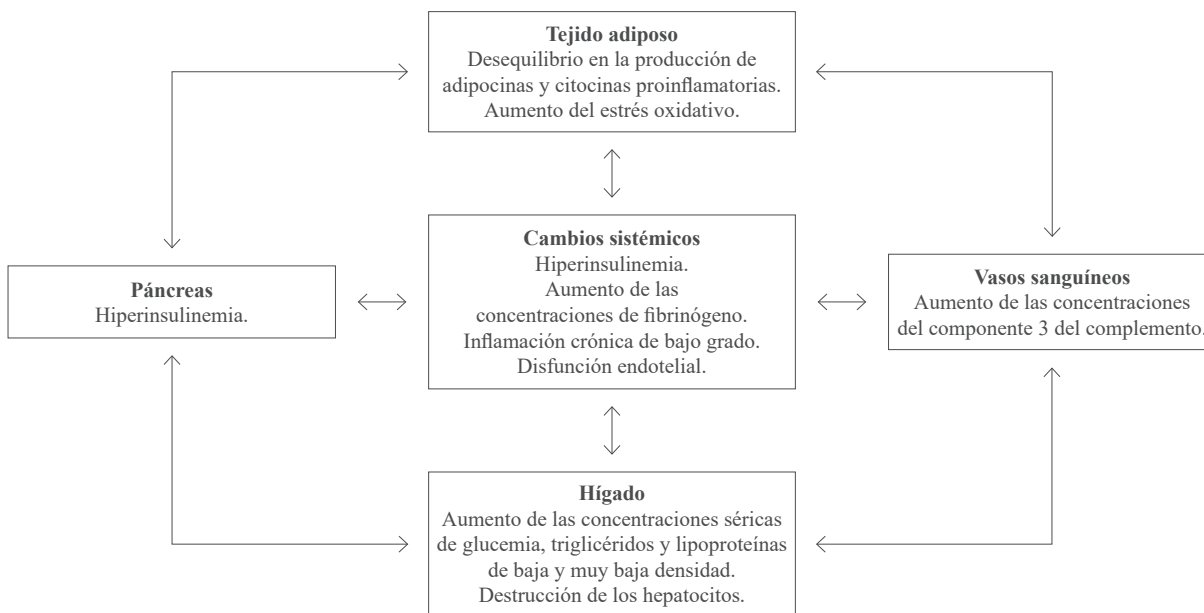 Tejido adiposo
Desequilibrio en la producción de
adipocinas y citocinas proinflamatorias.
Aumento del estrés oxidativo.
Páncreas
Hiperinsulinemia.
Cambios sistémicos
Hiperinsulinemia.
Aumento de las
concentraciones de fibrinógeno.
Inflamación crónica de bajo grado.
Disfunción endotelial.
Vasos sanguíneos
Aumento de las concentraciones
del componente 3 del complemento.
Hígado
Aumento de las concentraciones séricas
de glucemia, triglicéridos y lipoproteínas
de baja y muy baja densidad.
Destrucción de los hepatocitos.